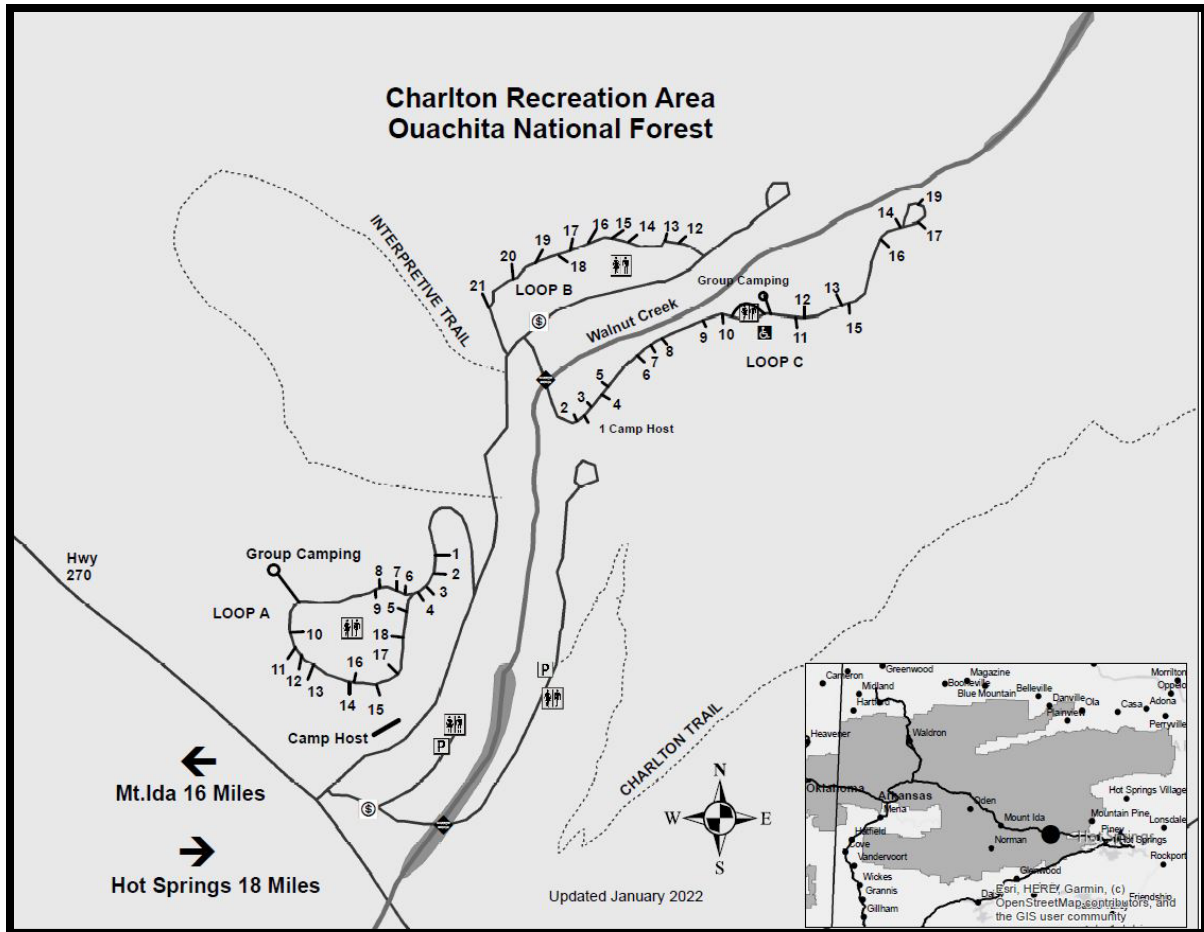 Charlton Recreation Area
Ouachita National Forest
INTERPRETIVE TRAIL
19
14
17
16
15
14
13
12
17
16
19
18
20
LOOP B
21
$
Walnut Creek
Group Camping
13
12
11
15
10
9
LOOP C
8
7
6
5
4
3
2
1 Camp Host
Hwy
270
Group Camping
LOOP A
1
2
3
4
8
7
6
9
5
10
18
17
16
11
12
13
14
15
P
P
Camp Host
$
CHARLTON TRAIL
Mt.Ida 16 Miles
Hot Springs 18 Miles
N
W
E
S
Updated January 2022
Cameron
Greenwood
Midland
Magazine
Blue Mountain
Hartford
Belleville
Danville
Plainview
Ola
Casa
Adona
Morrilton
Oppelo
Perryville
Heavener
Waldron
Oklahoma
Arkansas
Mena
Oden
Mount Ida
Norman
Hot Springs Village
Mountain Pine
Lonsdale
Piney
Hot Springs
Hatfield
Cove
Vandervoort
Wickes
Grannis
Gillham
Glenwood
Rockport
Friendship
Esri, HERE, Garmin, (c)
OpenStreetMap contributors, and
the GIS user community